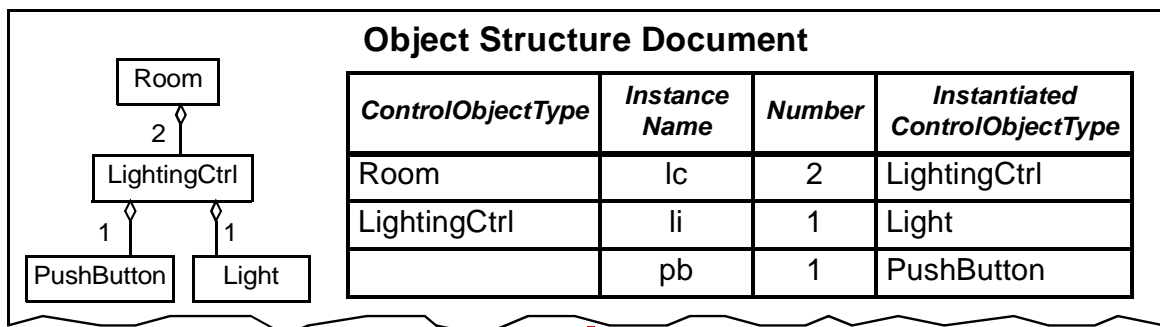 Object Structure Document
Room
2
LightingCtrl
1
1
PushButton
Light
ControlObjectType Instance Name Number Instantiated ControlObjectType
Room lc 2 LightingCtrl
LightingCtrl li 1 Light
pb 1 PushButton